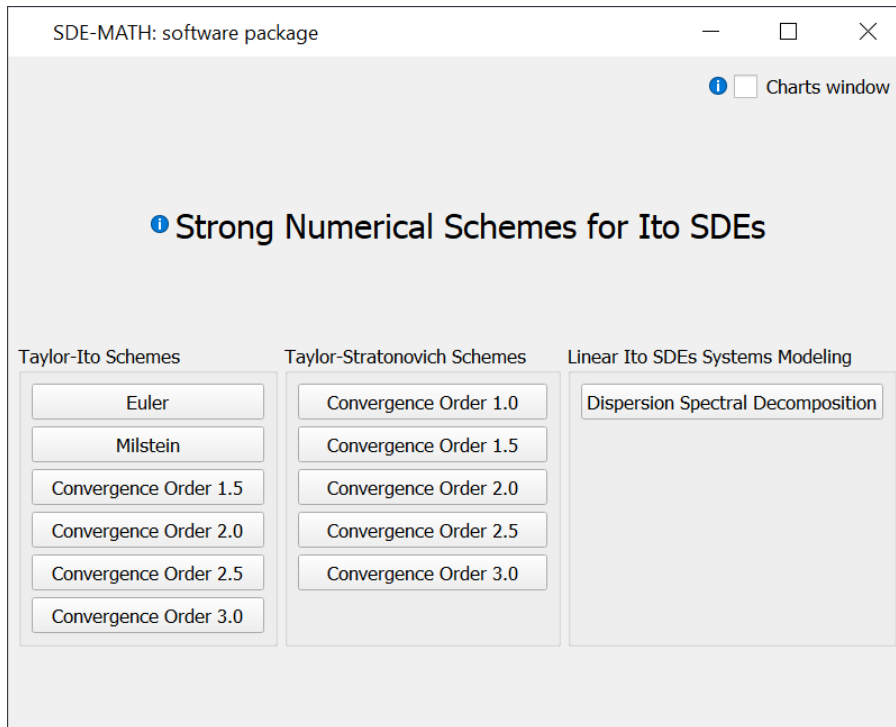 SDE-MATH: software package
Charts window
Strong Numerical Schemes for Ito SDEs
Taylor-Ito Schemes
Euler
Milstein
Convergence Order 1.5
Convergence Order 2.0
Convergence Order 2.5
Convergence Order 3.0
Taylor-Stratonovich Schemes
Convergence Order 1.0
Convergence Order 1.5
Convergence Order 2.0
Convergence Order 2.5
Convergence Order 3.0
Linear Ito SDEs Systems Modeling
Dispersion Spectral Decomposition